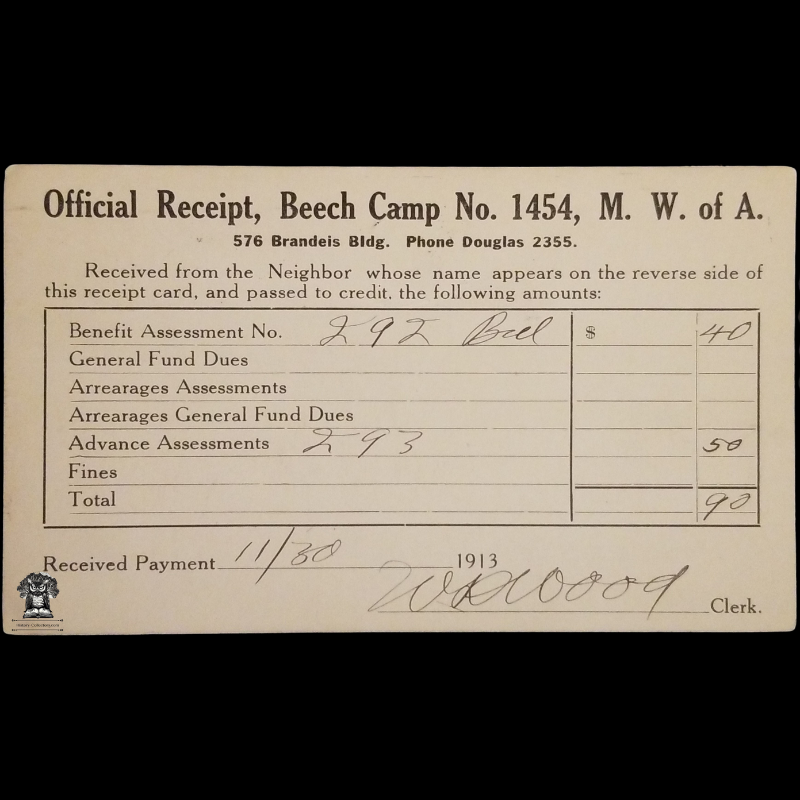 Official Receipt, Beech Camp No. 1454, M. W. of A.
576 Brandeis Bldg. Phone Douglas 2355.
Received from the Neighbor whose name appears on the reverse side of
this receipt card, and passed to credit, the following amounts:
Benefit Assessment No. 292 Bal $ 40
General Fund Dues
Arrearages Assessments
Arrearages General Fund Dues
Advance Assessments 293 50
Fines
Total 90
Received Payment 11/30 1913
Wood Clerk.